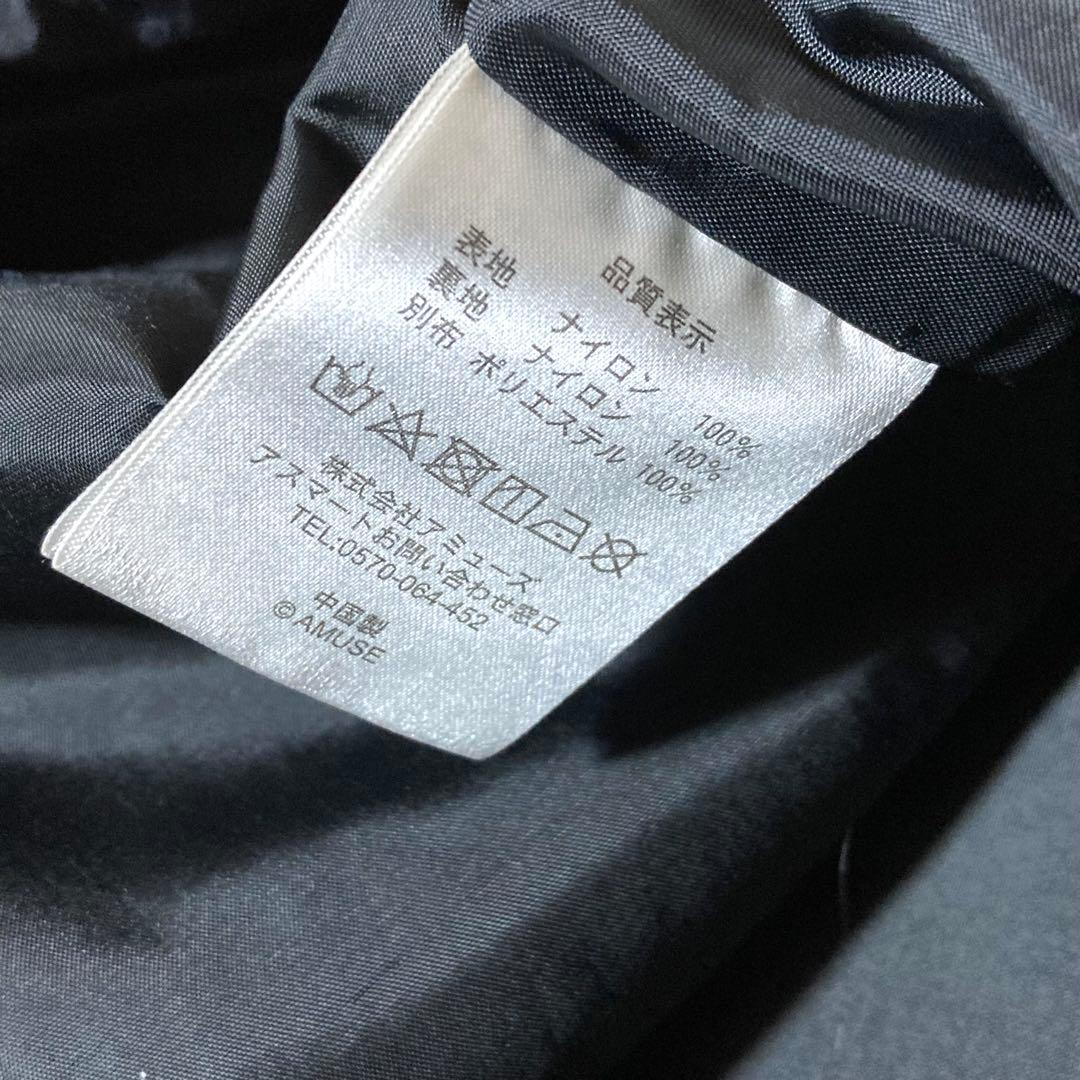 品質表示
表地 ナイロン 100%
裏地 ナイロン 100%
別布 ポリエステル 100%
株式会社アミューズ
アスマートお問い合わせ窓口
TEL:0570-064-452
中国製
© AMUSE